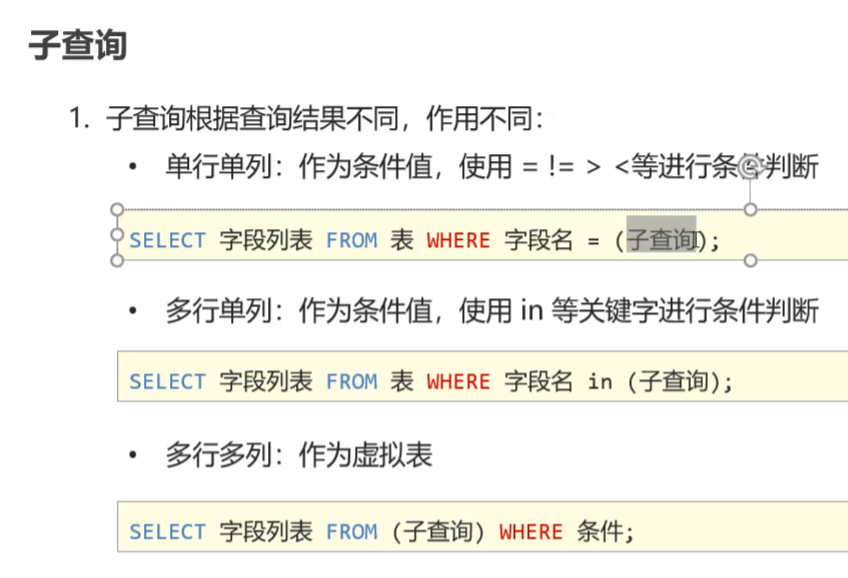 子查询
1. 子查询根据查询结果不同，作用不同：
• 单行单列：作为条件值，使用 = != > <等进行条件判断
SELECT 字段列表 FROM 表 WHERE 字段名 = (子查询);
• 多行单列：作为条件值，使用 in 等关键字进行条件判断
SELECT 字段列表 FROM 表 WHERE 字段名 in (子查询);
• 多行多列：作为虚拟表
SELECT 字段列表 FROM (子查询) WHERE 条件;